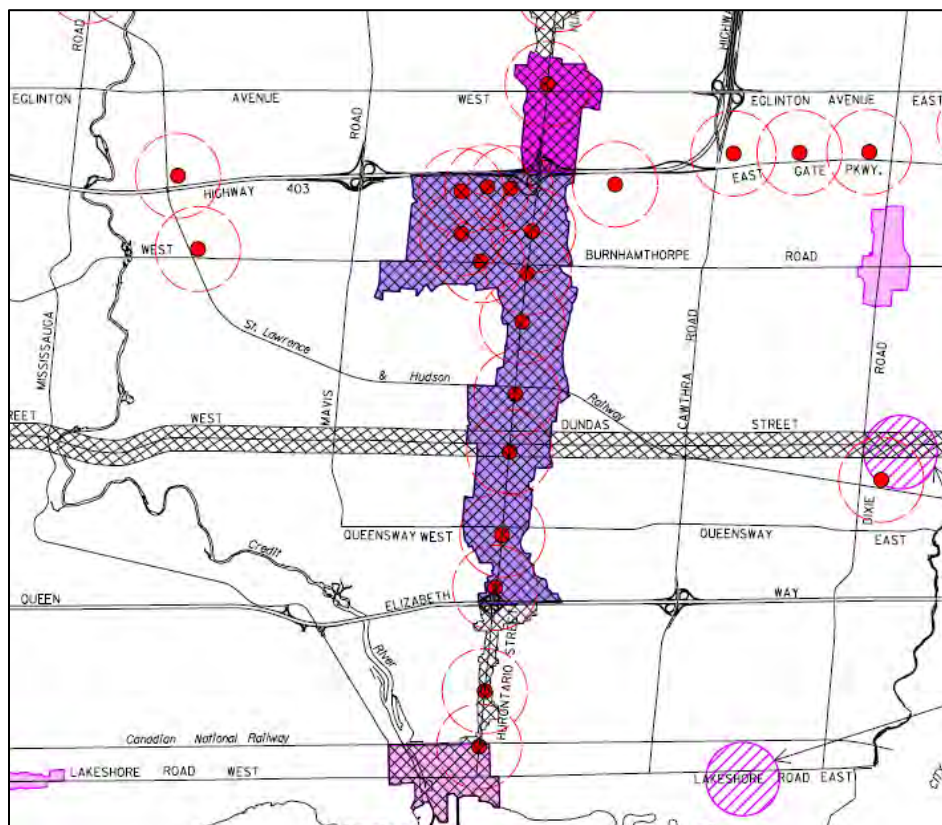 ROAD
HIGHWAY
EGLINTON AVENUE WEST EGLINTON AVENUE EAST
ROAD
HIGHWAY 403
EAST GATE PKWY.
WEST BURNHAMTHORPE ROAD
MISSISSAUGA
St. Lawrence
& Hudson
Railway
ROAD
CAWTHRA
ROAD
MAVIS
WEST DUNDAS STREET
DIXIE
QUEENSWAY WEST QUEENSWAY EAST
Credit
River
QUEEN ELIZABETH WAY
HURONTARIO STREET
Canadian National Railway
LAKESHORE ROAD WEST LAKESHORE ROAD EAST